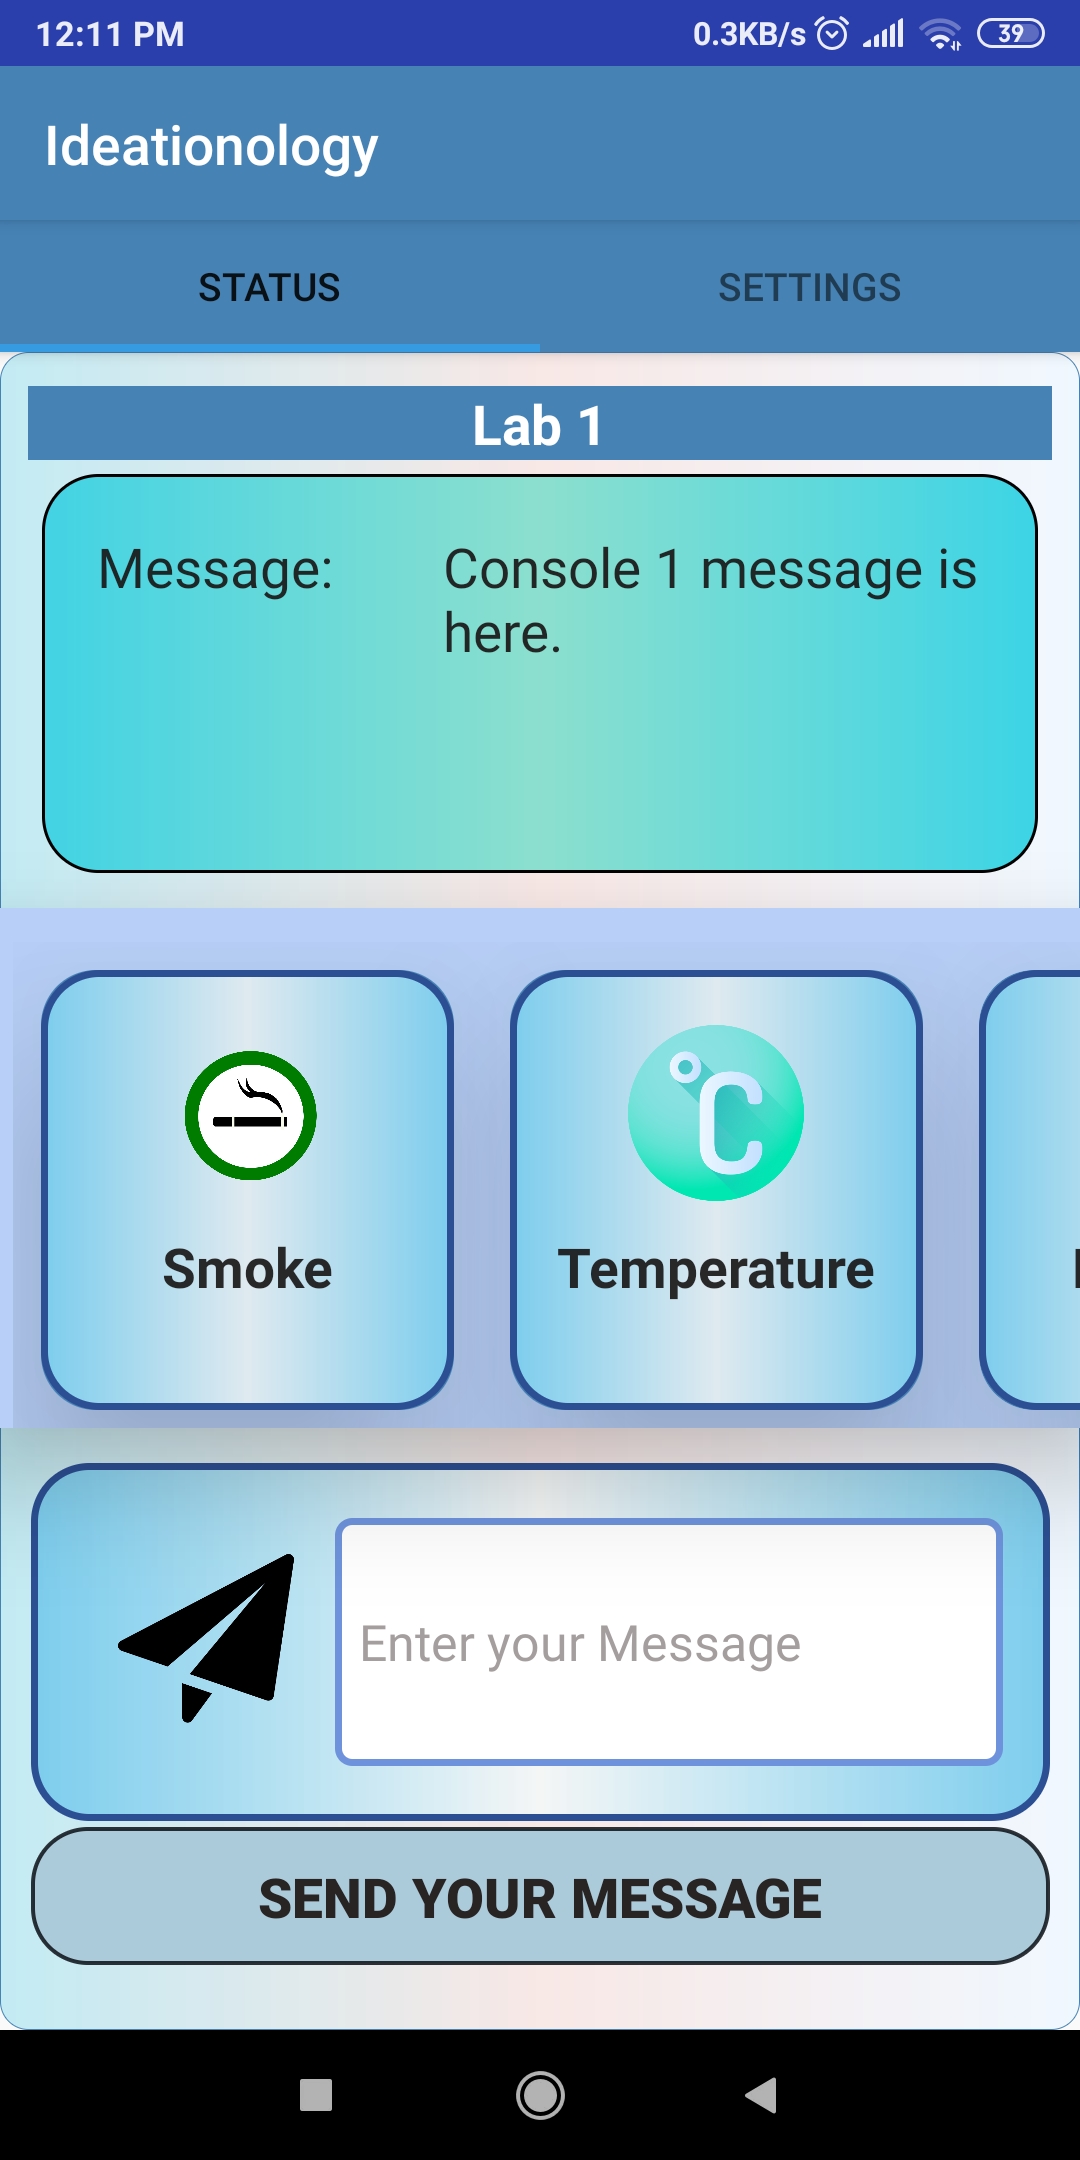 12:11 PM 0.3KB/s 39
Ideationology
STATUS SETTINGS
Lab 1
Message: Console 1 message is
here.
°C
Smoke Temperature
Enter your Message
SEND YOUR MESSAGE